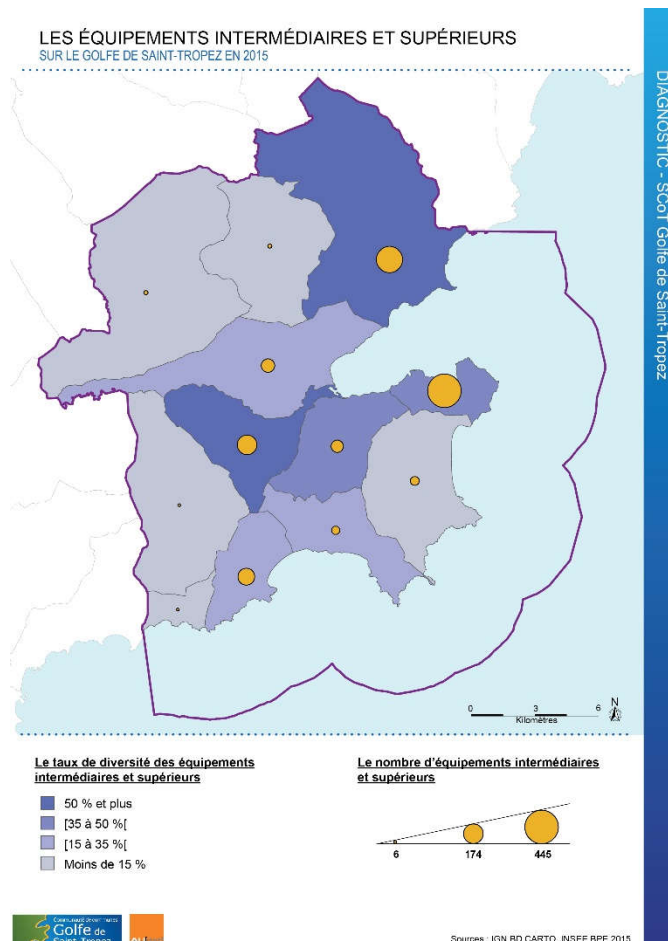 LES ÉQUIPEMENTS INTERMÉDIAIRES ET SUPÉRIEURS
SUR LE GOLFE DE SAINT-TROPEZ EN 2015
DIAGNOSTIC - SCoT Golfe de Saint-Tropez
0 3 6
Kilomètres
N
Le taux de diversité des équipements
intermédiaires et supérieurs
50 % et plus
[35 à 50 %[
[15 à 35 %[
Moins de 15 %
Le nombre d'équipements intermédiaires
et supérieurs
6 174 445
Communauté de communes
Golfe de
Saint-Tropez
Sources : IGN BD CARTO, INSEE BPE 2015